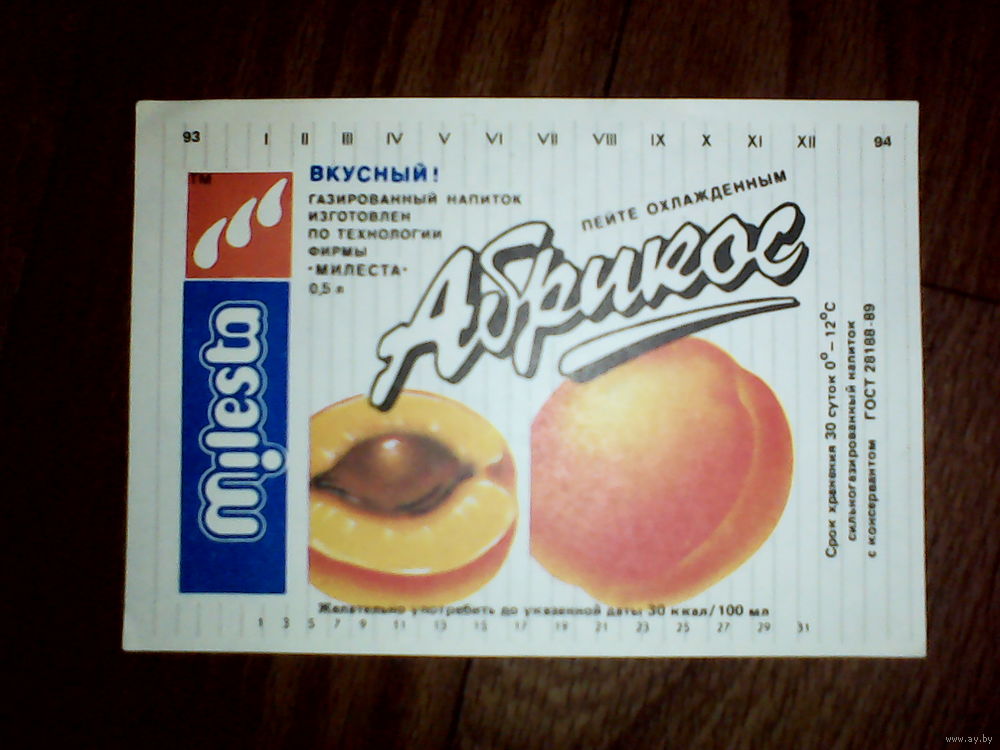 93 I II III IV V VI VII VIII IX X XI XII 94
TM
milesta
ВКУСНЫЙ!
ГАЗИРОВАННЫЙ НАПИТОК
ИЗГОТОВЛЕН
ПО ТЕХНОЛОГИИ
ФИРМЫ
"МИЛЕСТА"
0,5 л
ПЕЙТЕ ОХЛАЖДЕННЫМ
Абрикос
Срок хранения 30 суток 0°–12°С
сильногазированный напиток
с консервантом ГОСТ 28188-89
Желательно употребить до указанной даты 30 ккал/100 мл
1 3 5 7 9 11 13 15 17 19 21 23 25 27 29 31
www.ay.by